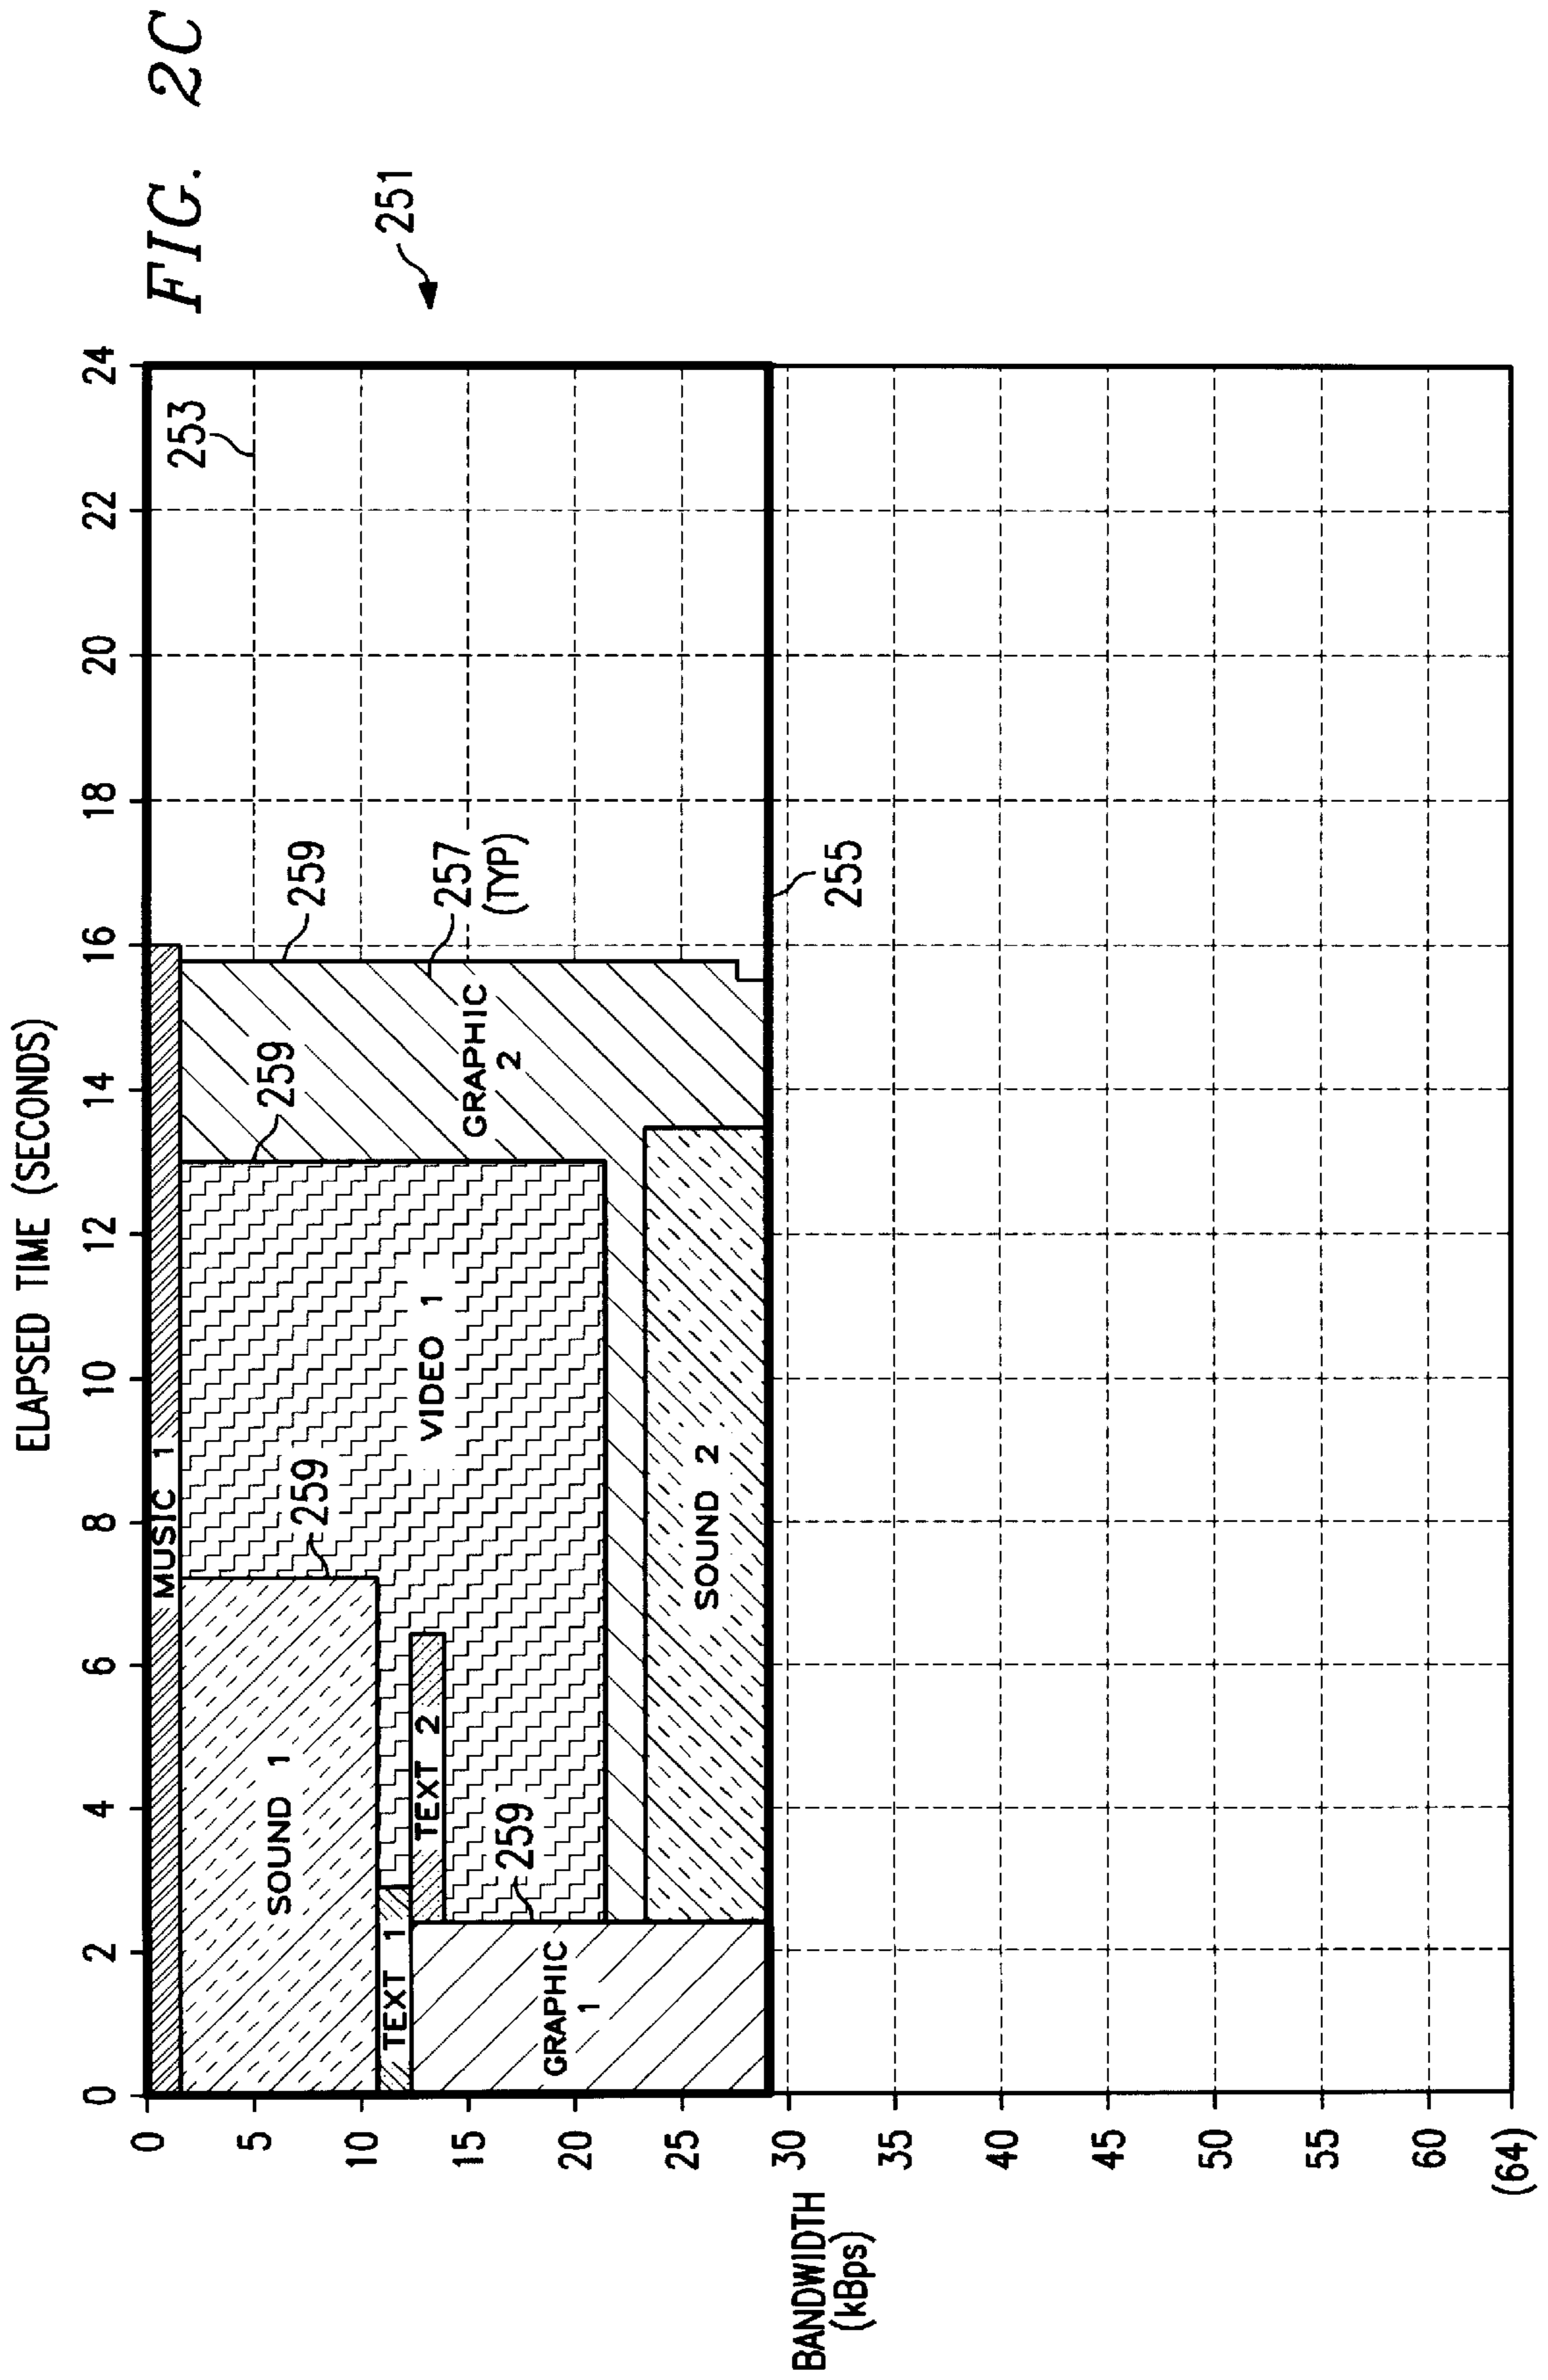 FIG. 2C
ELAPSED TIME (SECONDS)
0 2 4 6 8 10 12 14 16 18 20 22 24
BANDWIDTH
(kBps)
0
5
10
15
20
25
30
35
40
45
50
55
60
(64)
251
253
255
257
(TYP)
259
259
259
259
MUSIC 1
SOUND 1
TEXT 1
TEXT 2
GRAPHIC
1
VIDEO 1
SOUND 2
GRAPHIC
2